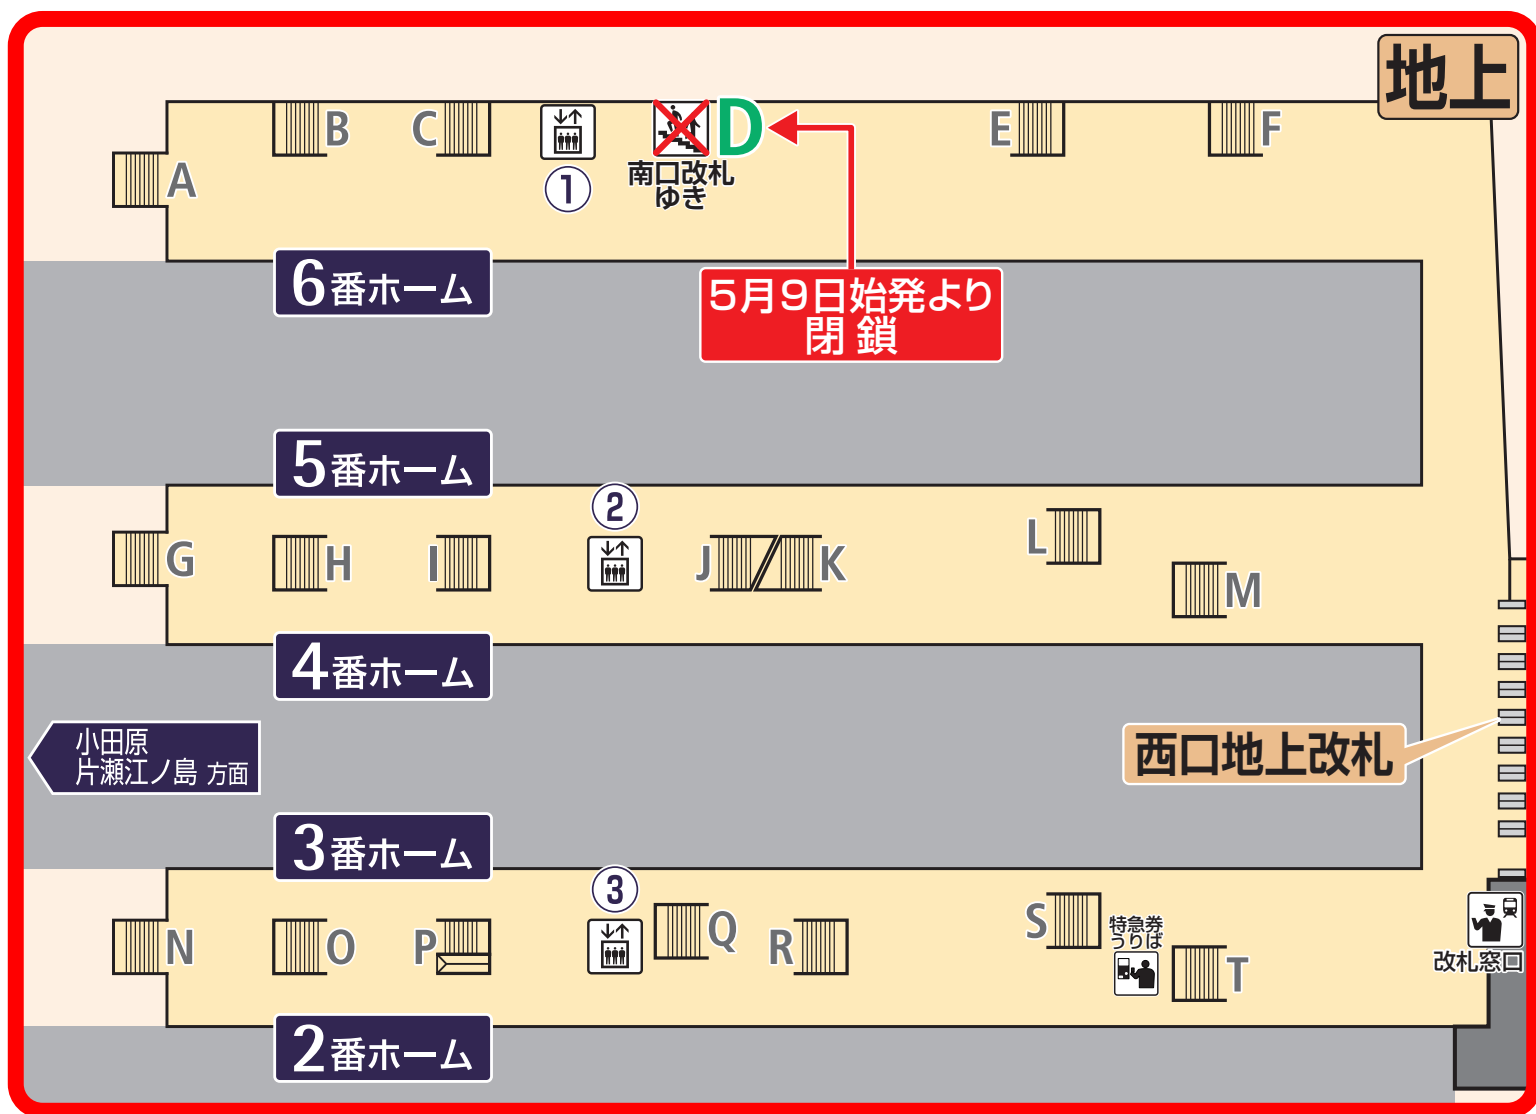 地上
A
B
C
①
南口改札
ゆき
D
E
F
6番ホーム
5月9日始発より
閉鎖
5番ホーム
②
G
H
I
J
K
L
M
4番ホーム
小田原
片瀬江ノ島 方面
西口地上改札
3番ホーム
③
N
O
P
Q
R
S
特急券
うりば
T
改札窓口
2番ホーム